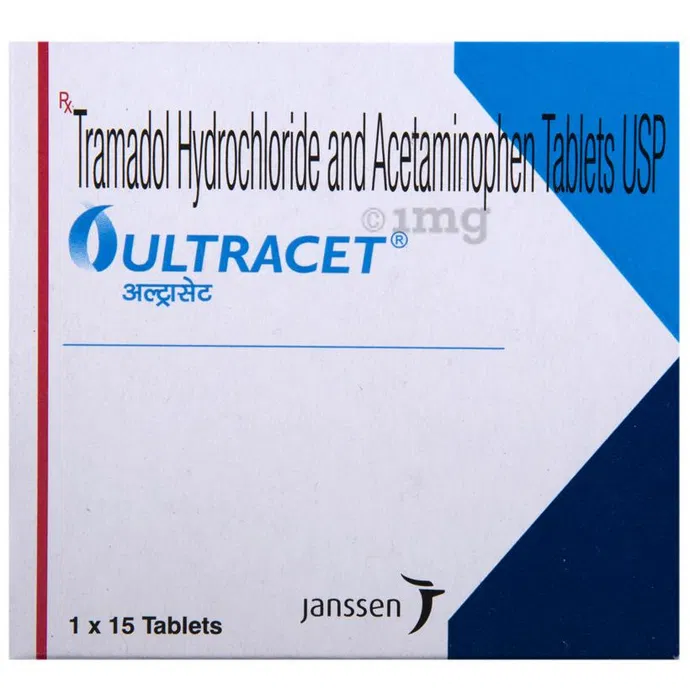 Rx
Tramadol Hydrochloride and Acetaminophen Tablets USP
© 1mg
ULTRACET®
अल्ट्रासेट
janssen
1 x 15 Tablets